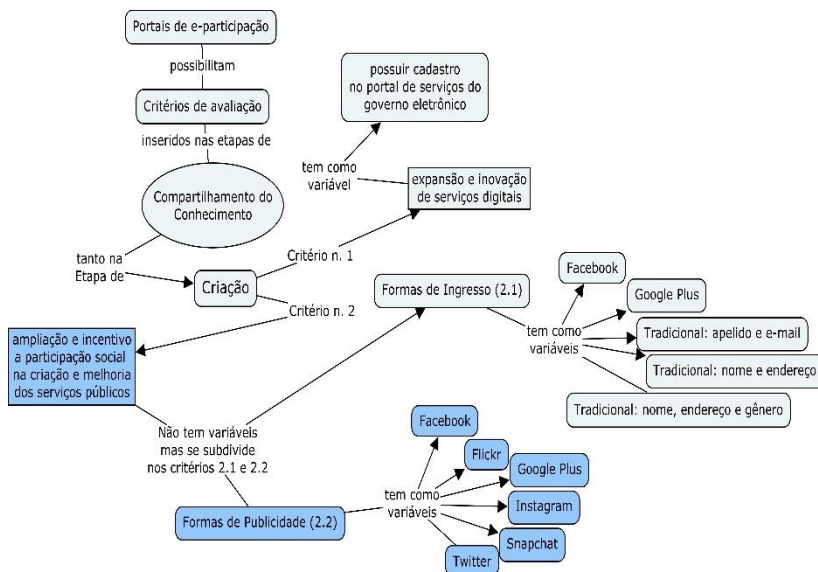 Portais de e-participação
possibilitam
Critérios de avaliação
inseridos nas etapas de
Compartilhamento do
Conhecimento
tanto na
Etapa de
Criação
Critério n. 1
expansão e inovação
de serviços digitais
tem como
variável
possuir cadastro
no portal de serviços do
governo eletrônico
Critério n. 2
ampliação e incentivo
a participação social
na criação e melhoria
dos serviços públicos
Não tem variáveis
mas se subdivide
nos critérios 2.1 e 2.2
Formas de Ingresso (2.1)
tem como
variáveis
Facebook
Google Plus
Tradicional: apelido e e-mail
Tradicional: nome e endereço
Tradicional: nome, endereço e gênero
Formas de Publicidade (2.2)
tem como
variáveis
Facebook
Flickr
Google Plus
Instagram
Snapchat
Twitter